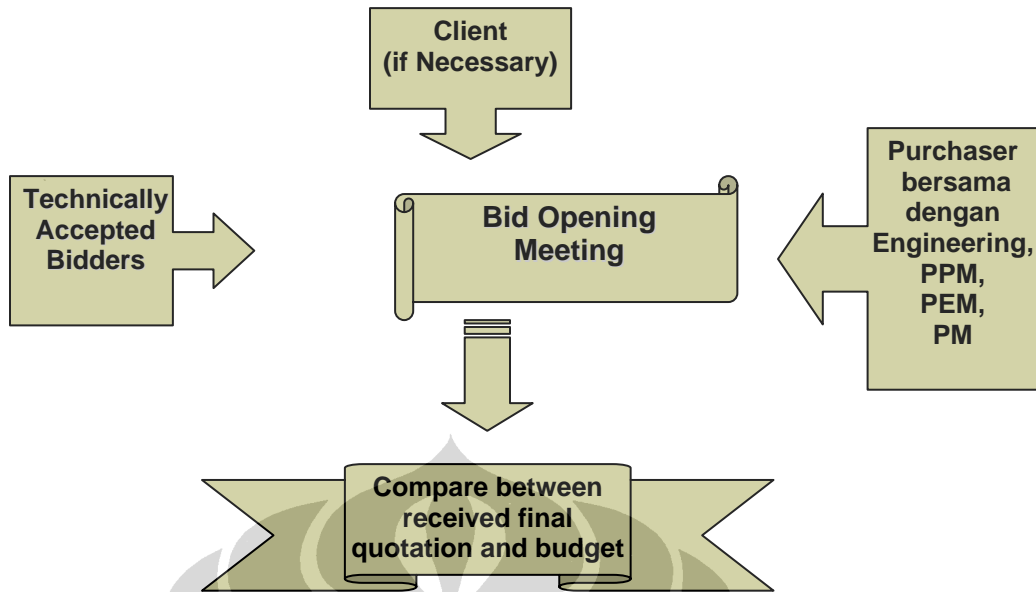 Client
(if Necessary)
Technically
Accepted
Bidders
Bid Opening
Meeting
Purchaser
bersama
dengan
Engineering,
PPM,
PEM,
PM
Compare between
received final
quotation and budget